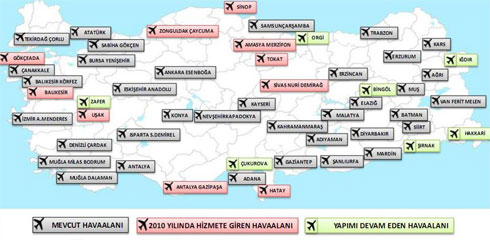 SİNOP
ZONGULDAK ÇAYCUMA
SAMSUNÇARŞAMBA
ATATÜRK
TEKİRDAĞ ÇORLU
ORGİ
TRABZON
KARS
SABİHA GÖKÇEN
AMASYA MERZİFON
GÖKÇEADA
BURSA YENİŞEHİR
TOKAT
ERZURUM
IĞDIR
ÇANAKKALE
ANKARA ESENBOĞA
ERZİNCAN
AĞRI
BALIKESİR KÖRFEZ
ESKİŞEHİR ANADOLU
SİVAS NURİ DEMİRAĞ
BİNGÖL
MUŞ
BALIKESİR
ZAFER
KAYSERİ
ELAZIĞ
VAN FERİT MELEN
İZMİR A.MENDERES
UŞAK
KONYA
NEVŞEHİRKAPADOKYA
MALATYA
BATMAN
ISPARTA S.DEMİREL
KAHRAMANMARAŞ
DİYARBAKIR
SİİRT
HAKKARİ
DENİZLİ ÇARDAK
ADIYAMAN
ŞIRNAK
MUĞLA MİLAS BODRUM
ANTALYA
ÇUKUROVA
GAZİANTEP
ŞANLIURFA
MARDİN
MUĞLA DALAMAN
ADANA
ANTALYA GAZİPAŞA
HATAY
MEVCUT HAVAALANI
2010 YILINDA HİZMETE GİREN HAVAALANI
YAPIMI DEVAM EDEN HAVAALANI